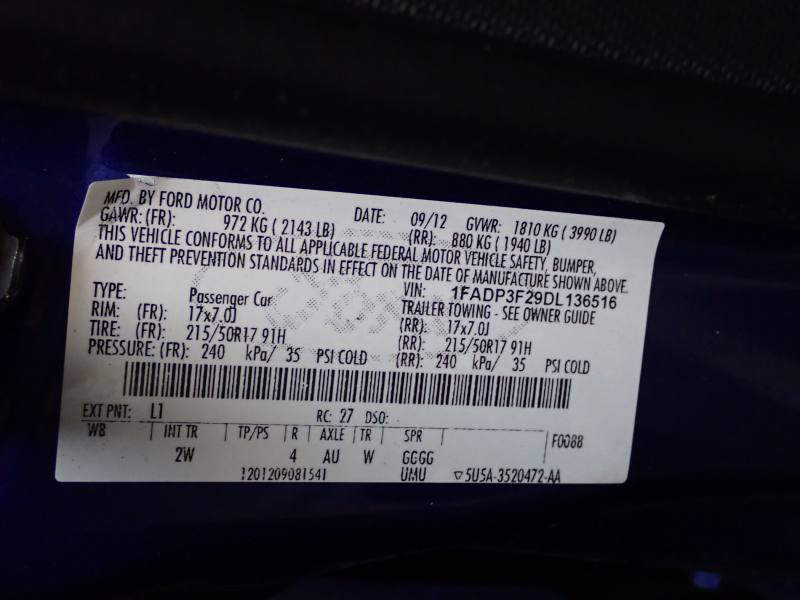 MFD. BY FORD MOTOR CO. DATE: 09/12 GVWR: 1810 KG ( 3990 LB)
GAWR: (FR): 972 KG ( 2143 LB) (RR): 880 KG ( 1940 LB)
THIS VEHICLE CONFORMS TO ALL APPLICABLE FEDERAL MOTOR VEHICLE SAFETY, BUMPER,
AND THEFT PREVENTION STANDARDS IN EFFECT ON THE DATE OF MANUFACTURE SHOWN ABOVE.
VIN: 1FADP3F29DL136516
TYPE: Passenger Car TRAILER TOWING - SEE OWNER GUIDE
RIM: (FR): 17x7.0J (RR): 17x7.0J
TIRE: (FR): 215/50R17 91H (RR): 215/50R17 91H
PRESSURE: (FR): 240 kPa/ 35 PSI COLD (RR): 240 kPa/ 35 PSI COLD
EXT PNT: L1 RC: 27 DSO:
WB INT TR TP/PS R AXLE TR SPR F0088
2W 4 AU W GGGG
1201209081541 UMU ▽5U5A-3520472-AA